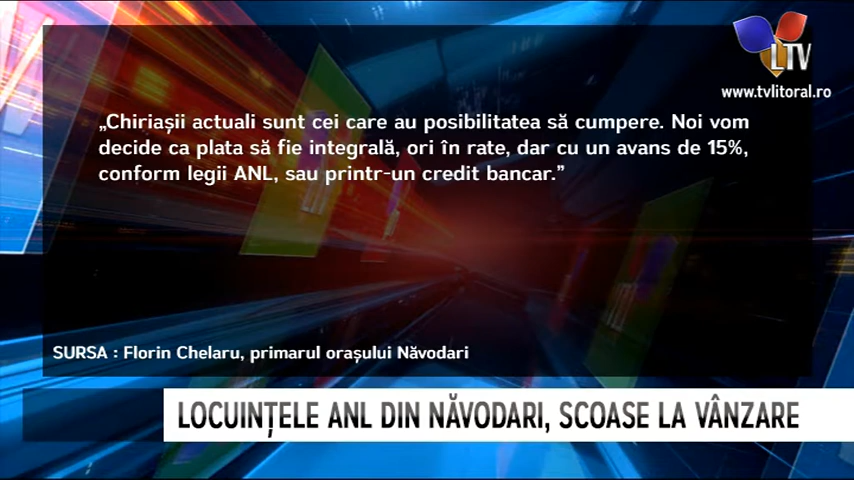 LTV
www.tvlitoral.ro
„Chiriașii actuali sunt cei care au posibilitatea să cumpere. Noi vom
decide ca plata să fie integrală, ori în rate, dar cu un avans de 15%,
conform legii ANL, sau printr-un credit bancar.”
SURSA : Florin Chelaru, primarul orașului Năvodari
LOCUINȚELE ANL DIN NĂVODARI, SCOASE LA VÂNZARE